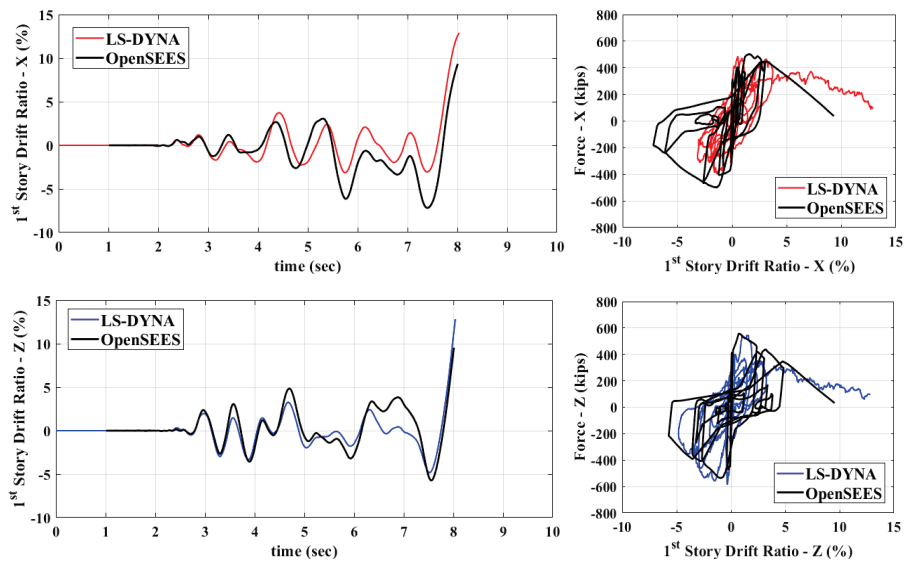 1st Story Drift Ratio - X (%)
15
10
5
0
-5
-10
LS-DYNA
OpenSEES
0 1 2 3 4 5 6 7 8 9 10
time (sec)
Force - X (kips)
800
600
400
200
0
-200
-400
-600
-800
LS-DYNA
OpenSEES
-10 -5 0 5 10 15
1st Story Drift Ratio - X (%)
1st Story Drift Ratio - Z (%)
15
10
5
0
-5
-10
LS-DYNA
OpenSEES
0 1 2 3 4 5 6 7 8 9 10
time (sec)
Force - Z (kips)
800
600
400
200
0
-200
-400
-600
-800
LS-DYNA
OpenSEES
-10 -5 0 5 10 15
1st Story Drift Ratio - Z (%)